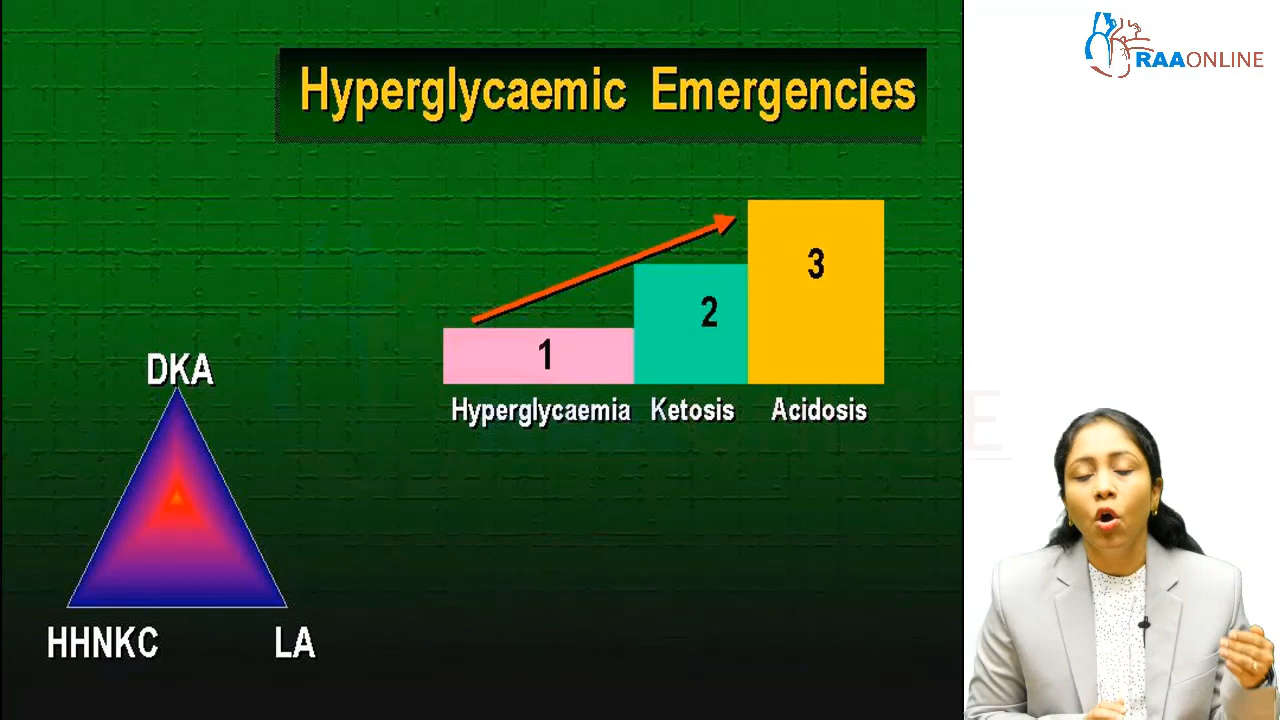 Hyperglycaemic Emergencies
RAAONLINE
3
2
1
Hyperglycaemia Ketosis Acidosis
DKA
HHNKC LA